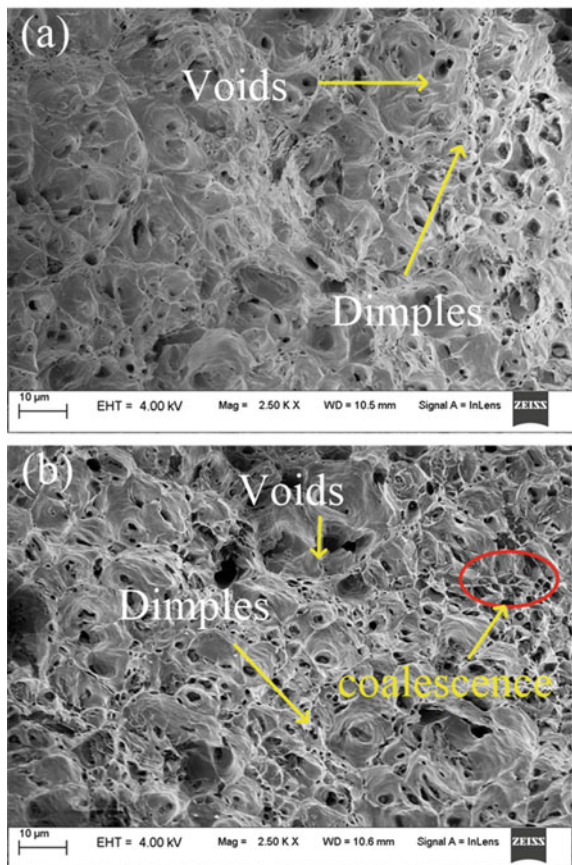 (a)
Voids
Dimples
10 μm
EHT = 4.00 kV Mag = 2.50 K X WD = 10.5 mm Signal A = InLens ZEISS
(b)
Voids
Dimples
coalescence
10 μm
EHT = 4.00 kV Mag = 2.50 K X WD = 10.6 mm Signal A = InLens ZEISS